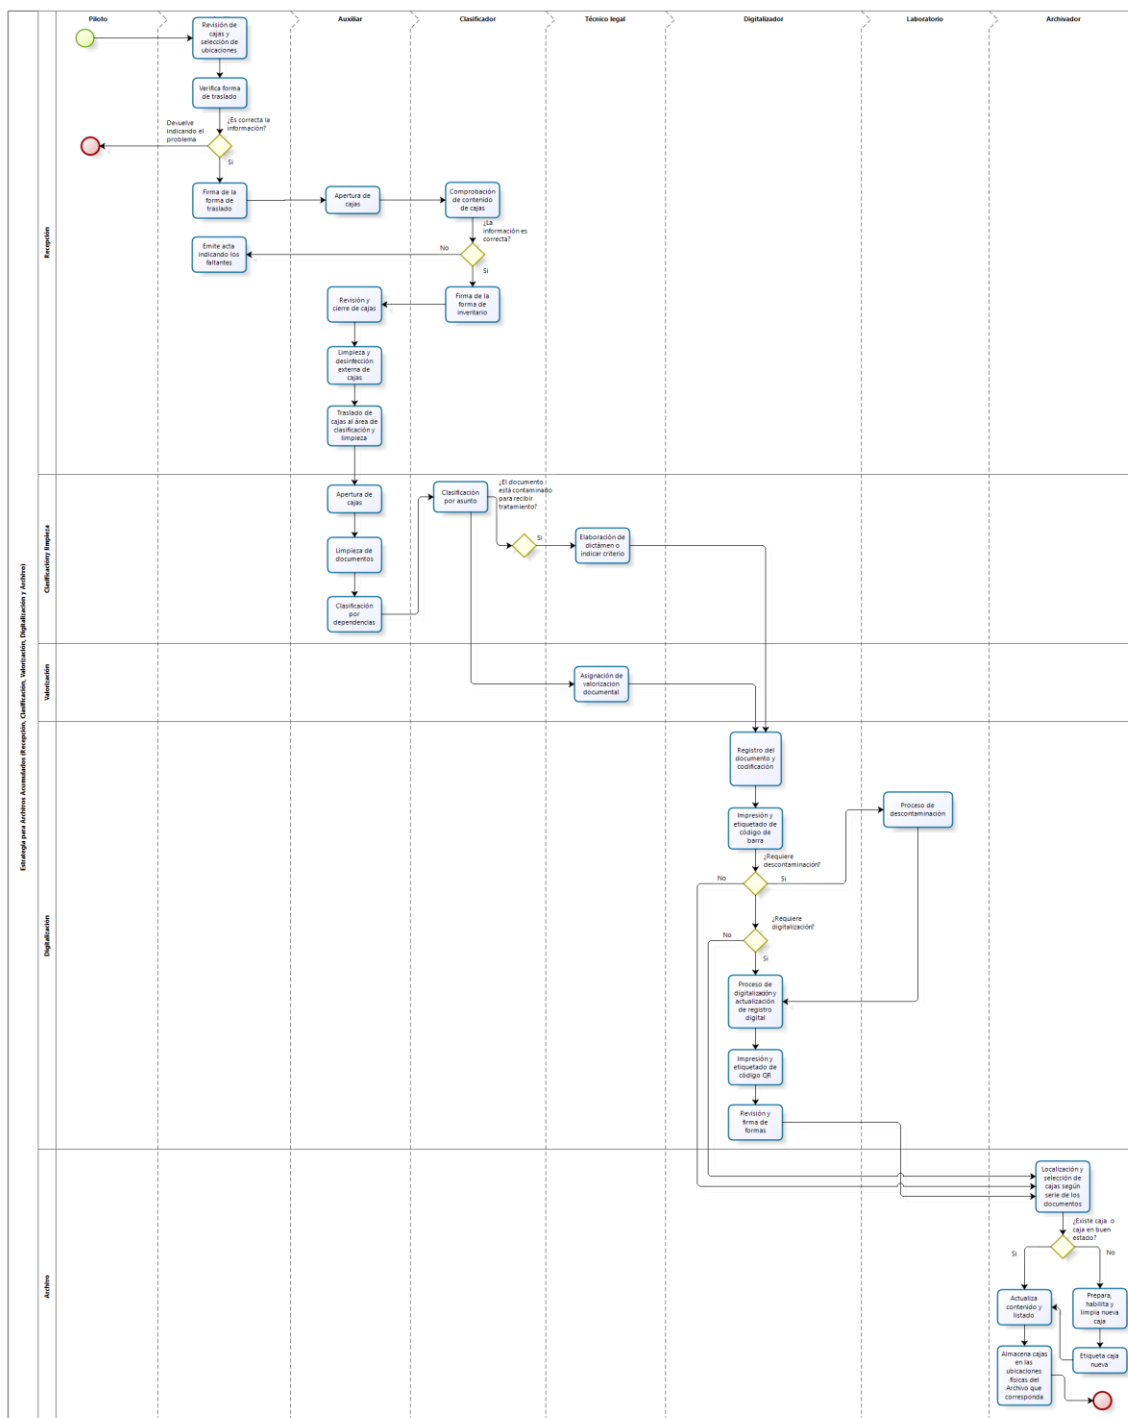 Piloto
Auxiliar
Clasificador
Técnico legal
Digitalizador
Laboratorio
Archivador
Estrategia para Archivos Acumulados (Recepción, Clasificación, Valorización, Digitalización y Archivo)
Recepción
Revisión de
cajas y
selección de
ubicaciones
Verifica forma
de traslado
¿Es correcta la
información?
Devuelve
indicando el
problema
Si
Firma de la
forma de
traslado
Apertura de
cajas
Comprobación
de contenido
de cajas
¿La
información es
correcta?
No
Si
Emite acta
indicando los
faltantes
Firma de la
forma de
inventario
Revisión y
cierre de cajas
Limpieza y
desinfección
externa de
cajas
Traslado de
cajas al área de
clasificación y
limpieza
Clasificación y limpieza
Apertura de
cajas
Limpieza de
documentos
Clasificación
por
dependencias
Clasificación
por asunto
¿El documento
está contaminado
para recibir
tratamiento?
Si
Elaboración de
dictámen o
indicar criterio
Valorización
Asignación de
valorizacion
documental
Digitalización
Registro del
documento y
codificación
Impresión y
etiquetado de
código de
barra
¿Requiere
descontaminación?
No
Si
Proceso de
descontaminación
¿Requiere
digitalización?
No
Si
Proceso de
digitalización y
actualización
de registro
digital
Impresión y
etiquetado de
código QR
Revisión y
firma de
formas
Archivo
Localización y
selección de
cajas según
serie de los
documentos
¿Existe caja o
caja en buen
estado?
Si
No
Actualiza
contenido y
listado
Prepara,
habilita y
limpia nueva
caja
Etiqueta caja
nueva
Almacena cajas
en las
ubicaciones
físicas del
Archivo que
corresponda